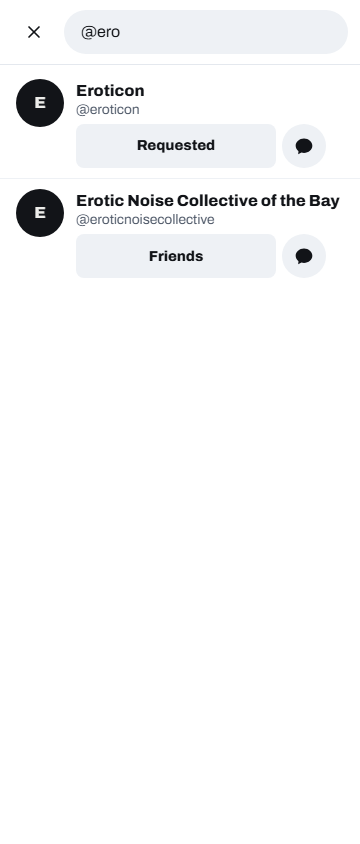 @ero
E
Eroticon
@eroticon
Requested
E
Erotic Noise Collective of the Bay
@eroticnoisecollective
Friends